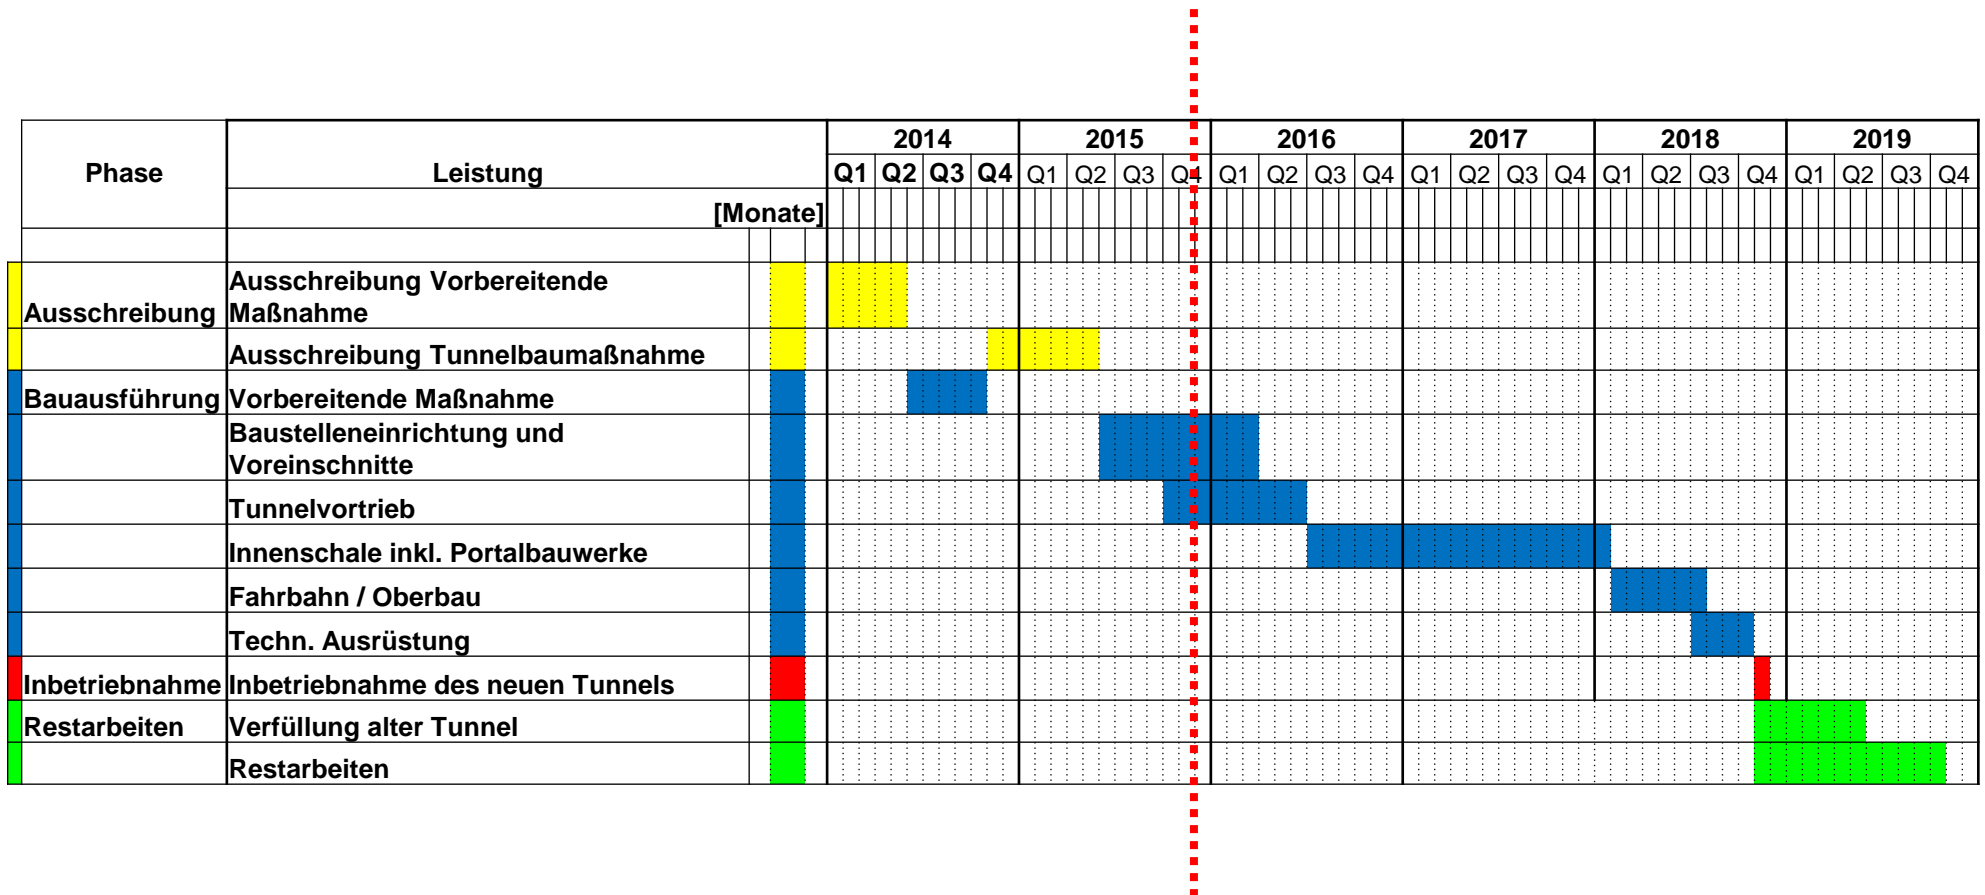 2014 2015 2016 2017 2018 2019
Phase Leistung Q1 Q2 Q3 Q4 Q1 Q2 Q3 Q4 Q1 Q2 Q3 Q4 Q1 Q2 Q3 Q4 Q1 Q2 Q3 Q4 Q1 Q2 Q3 Q4
[Monate]
Ausschreibung Vorbereitende
Ausschreibung Maßnahme
Ausschreibung Tunnelbaumaßnahme
Bauausführung Vorbereitende Maßnahme
Baustelleneinrichtung und
Voreinschnitte
Tunnelvortrieb
Innenschale inkl. Portalbauwerke
Fahrbahn / Oberbau
Techn. Ausrüstung
Inbetriebnahme Inbetriebnahme des neuen Tunnels
Restarbeiten Verfüllung alter Tunnel
Restarbeiten